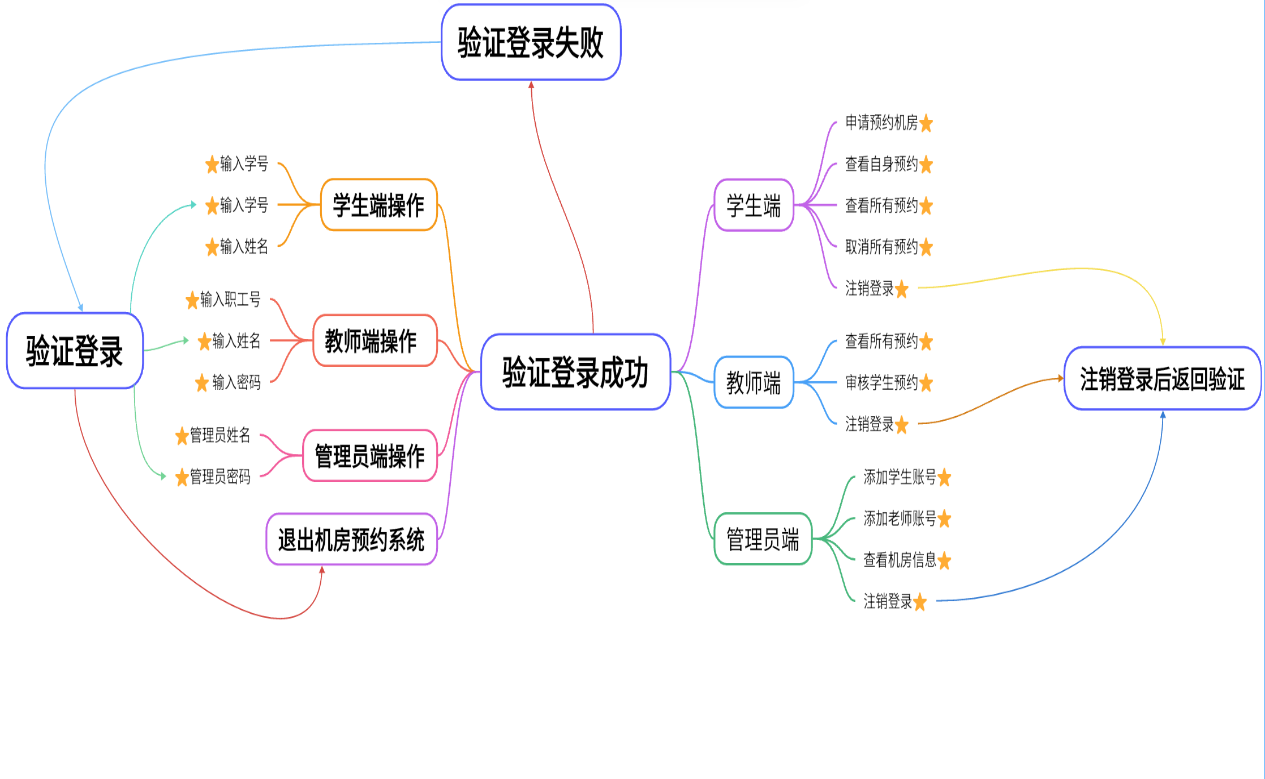 验证登录失败
输入学号
输入学号
输入姓名
学生端操作
输入职工号
输入姓名
输入密码
教师端操作
管理员姓名
管理员密码
管理员端操作
退出机房预约系统
验证登录
验证登录成功
学生端
申请预约机房
查看自身预约
查看所有预约
取消所有预约
注销登录
教师端
查看所有预约
审核学生预约
注销登录
管理员端
添加学生账号
添加老师账号
查看机房信息
注销登录
注销登录后返回验证